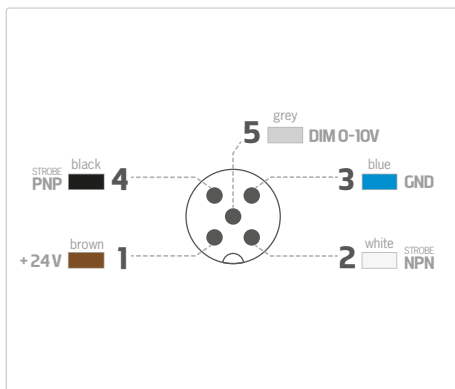 grey
5 DIM 0-10V
black
STROBE
PNP 4
blue
3 GND
brown
+24V 1
white
2 STROBE
NPN